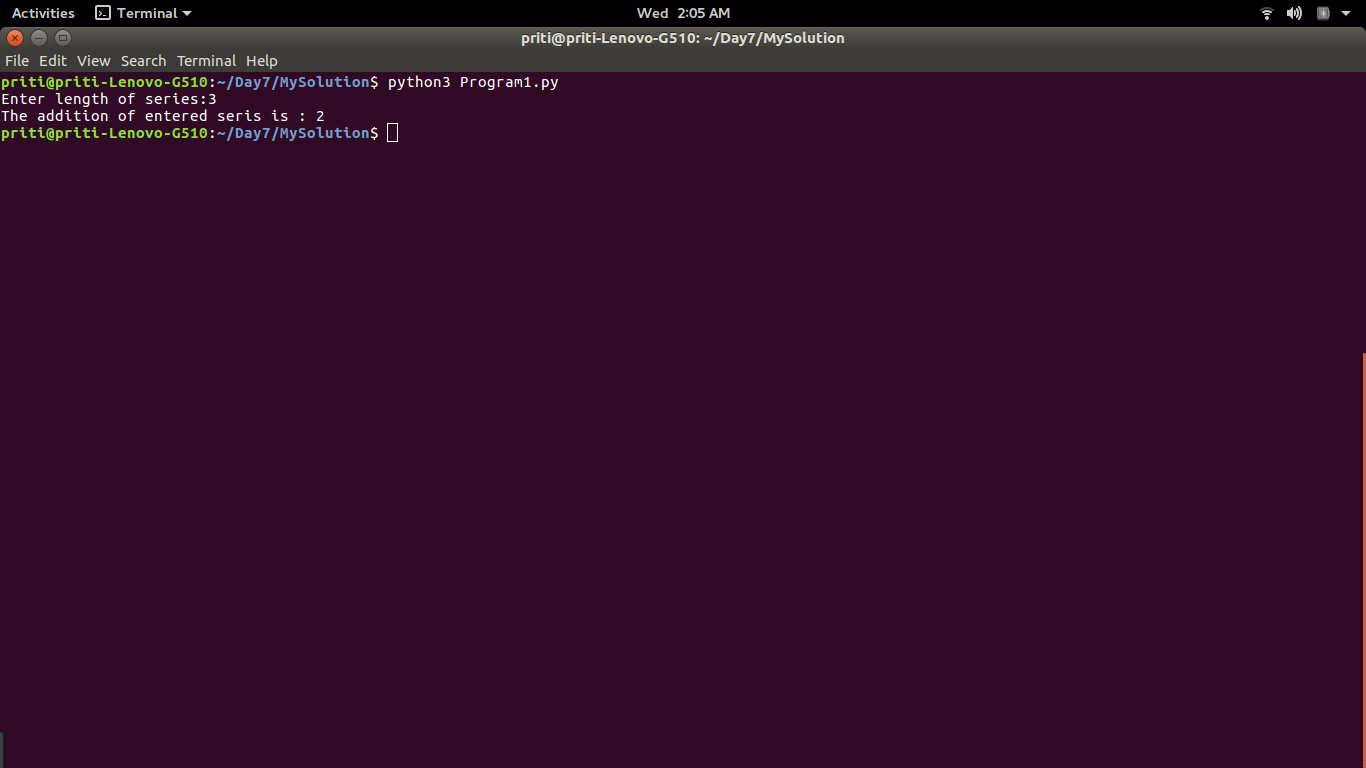 Activities Terminal Wed 2:05 AM
priti@priti-Lenovo-G510: ~/Day7/MySolution
File Edit View Search Terminal Help
priti@priti-Lenovo-G510:~/Day7/MySolution$ python3 Program1.py
Enter length of series:3
The addition of entered seris is : 2
priti@priti-Lenovo-G510:~/Day7/MySolution$